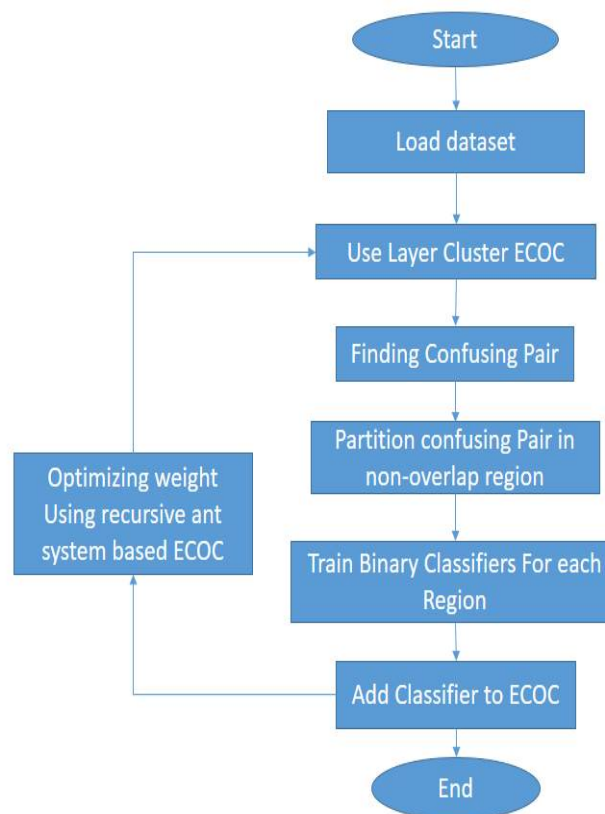 Start
Load dataset
Use Layer Cluster ECOC
Finding Confusing Pair
Partition confusing Pair in
non-overlap region
Train Binary Classifiers For each
Region
Add Classifier to ECOC
End
Optimizing weight
Using recursive ant
system based ECOC